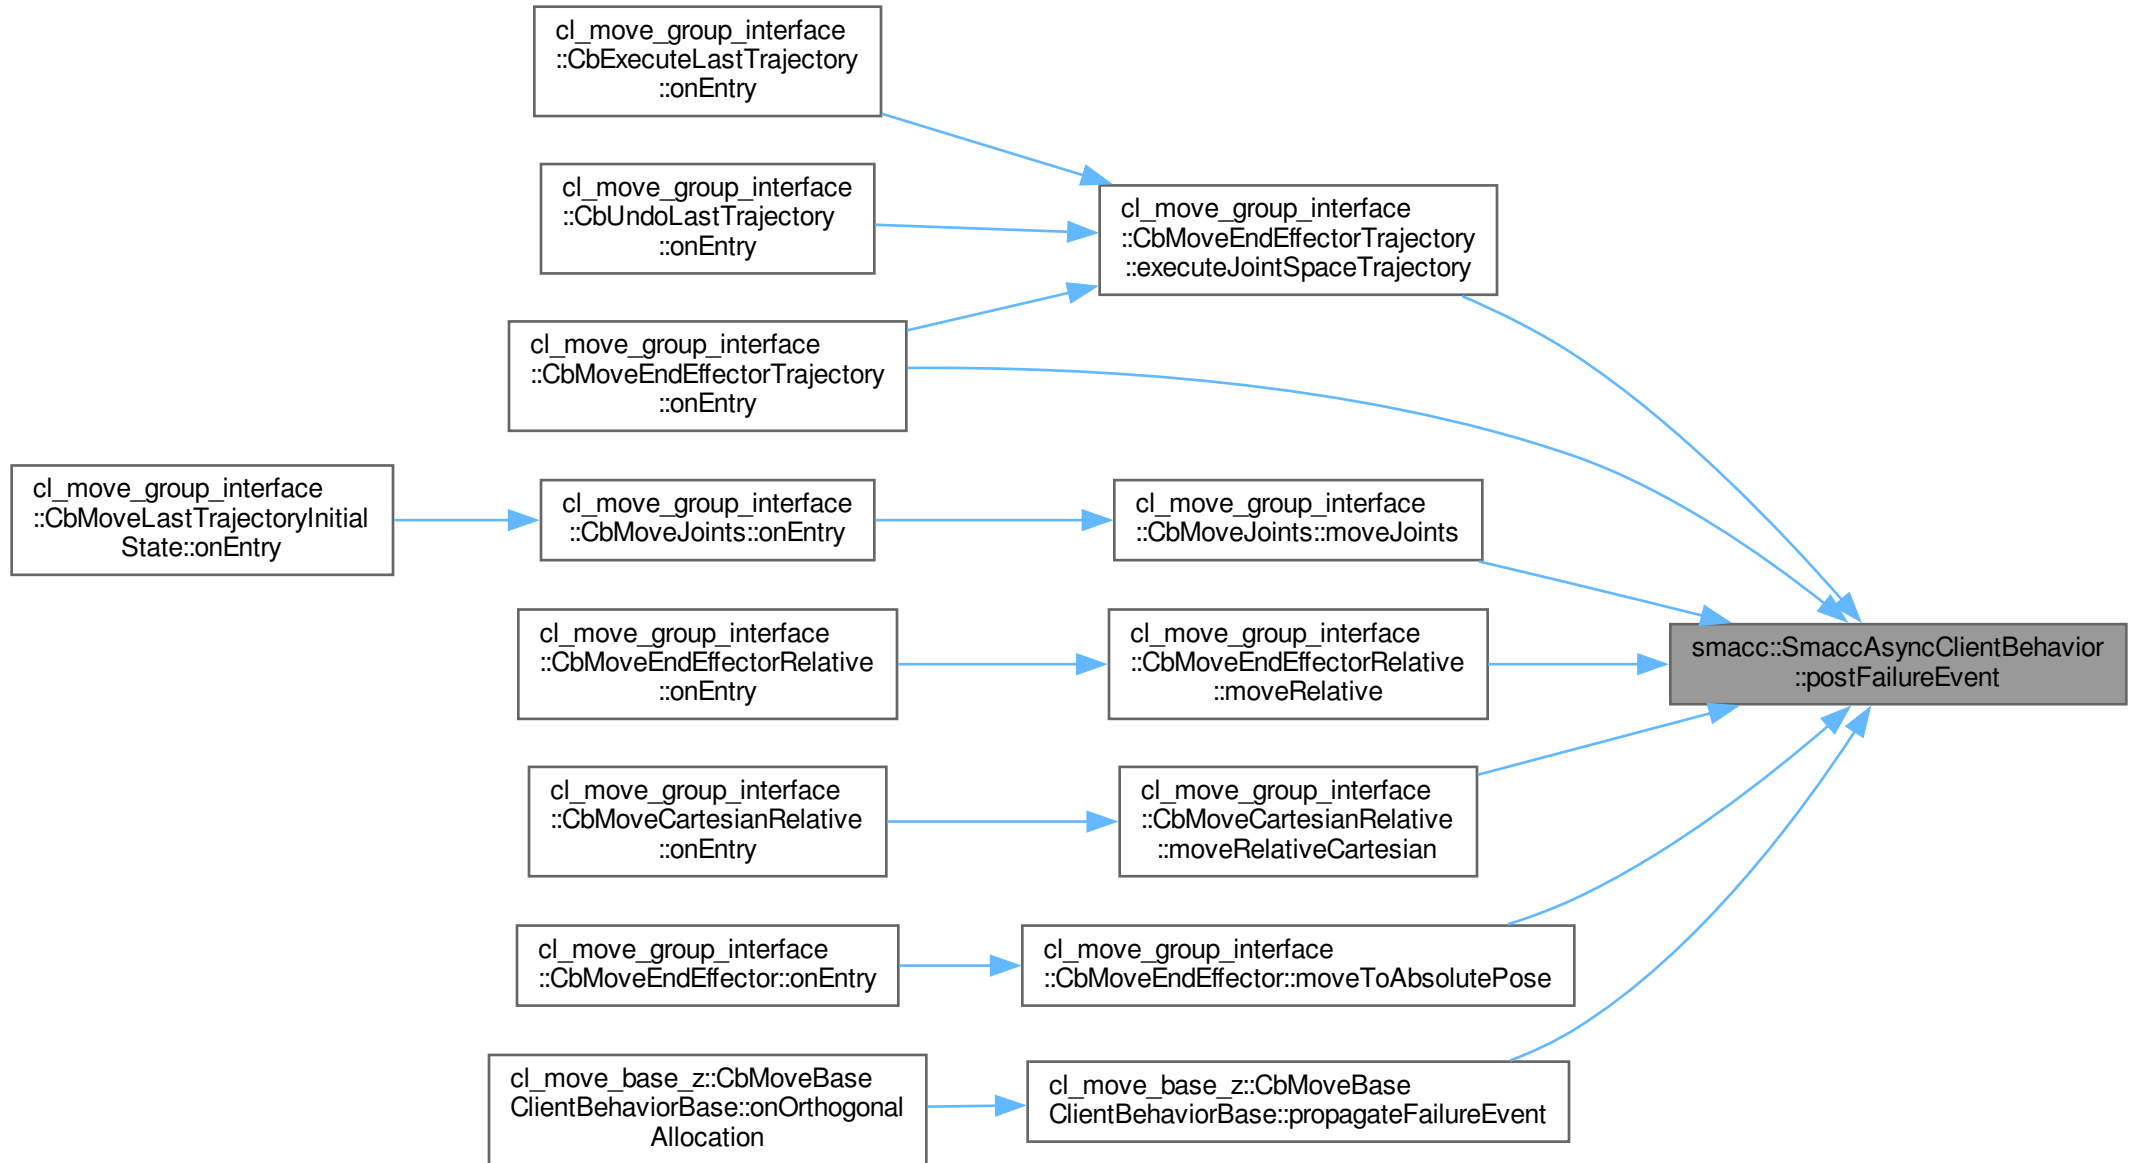 cl_move_group_interface
::CbExecuteLastTrajectory
::onEntry
cl_move_group_interface
::CbUndoLastTrajectory
::onEntry
cl_move_group_interface
::CbMoveEndEffectorTrajectory
::executeJointSpaceTrajectory
cl_move_group_interface
::CbMoveEndEffectorTrajectory
::onEntry
cl_move_group_interface
::CbMoveLastTrajectoryInitial
State::onEntry
cl_move_group_interface
::CbMoveJoints::onEntry
cl_move_group_interface
::CbMoveJoints::moveJoints
cl_move_group_interface
::CbMoveEndEffectorRelative
::onEntry
cl_move_group_interface
::CbMoveEndEffectorRelative
::moveRelative
smacc::SmaccAsyncClientBehavior
::postFailureEvent
cl_move_group_interface
::CbMoveCartesianRelative
::onEntry
cl_move_group_interface
::CbMoveCartesianRelative
::moveRelativeCartesian
cl_move_group_interface
::CbMoveEndEffector::onEntry
cl_move_group_interface
::CbMoveEndEffector::moveToAbsolutePose
cl_move_base_z::CbMoveBase
ClientBehaviorBase::onOrthogonal
Allocation
cl_move_base_z::CbMoveBase
ClientBehaviorBase::propagateFailureEvent